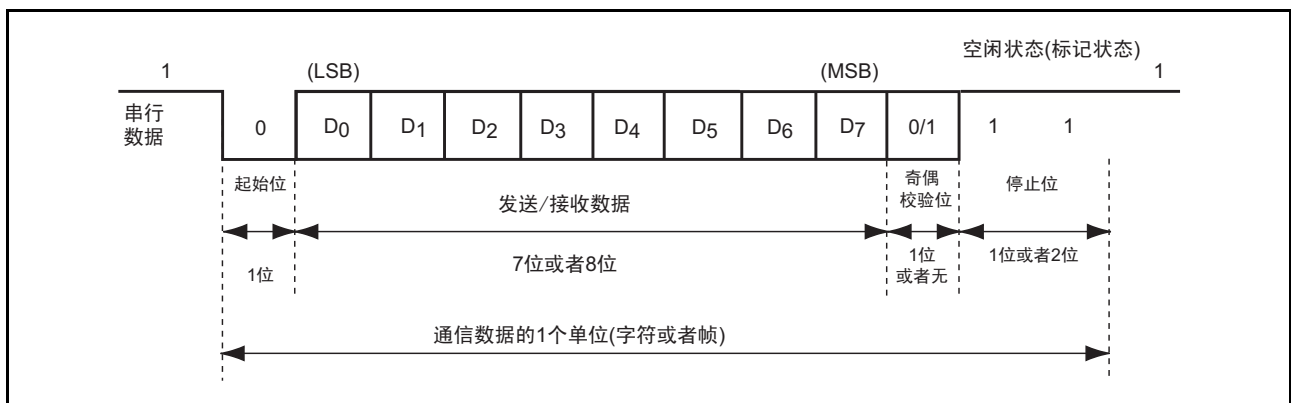 空闲状态(标记状态)
1 (LSB) (MSB) 1
串行
数据
0 D0 D1 D2 D3 D4 D5 D6 D7 0/1 1 1
起始位
发送/接收数据
奇偶
校验位
停止位
1位
7位或者8位
1位
或者无
1位或者2位
通信数据的1个单位(字符或者帧)